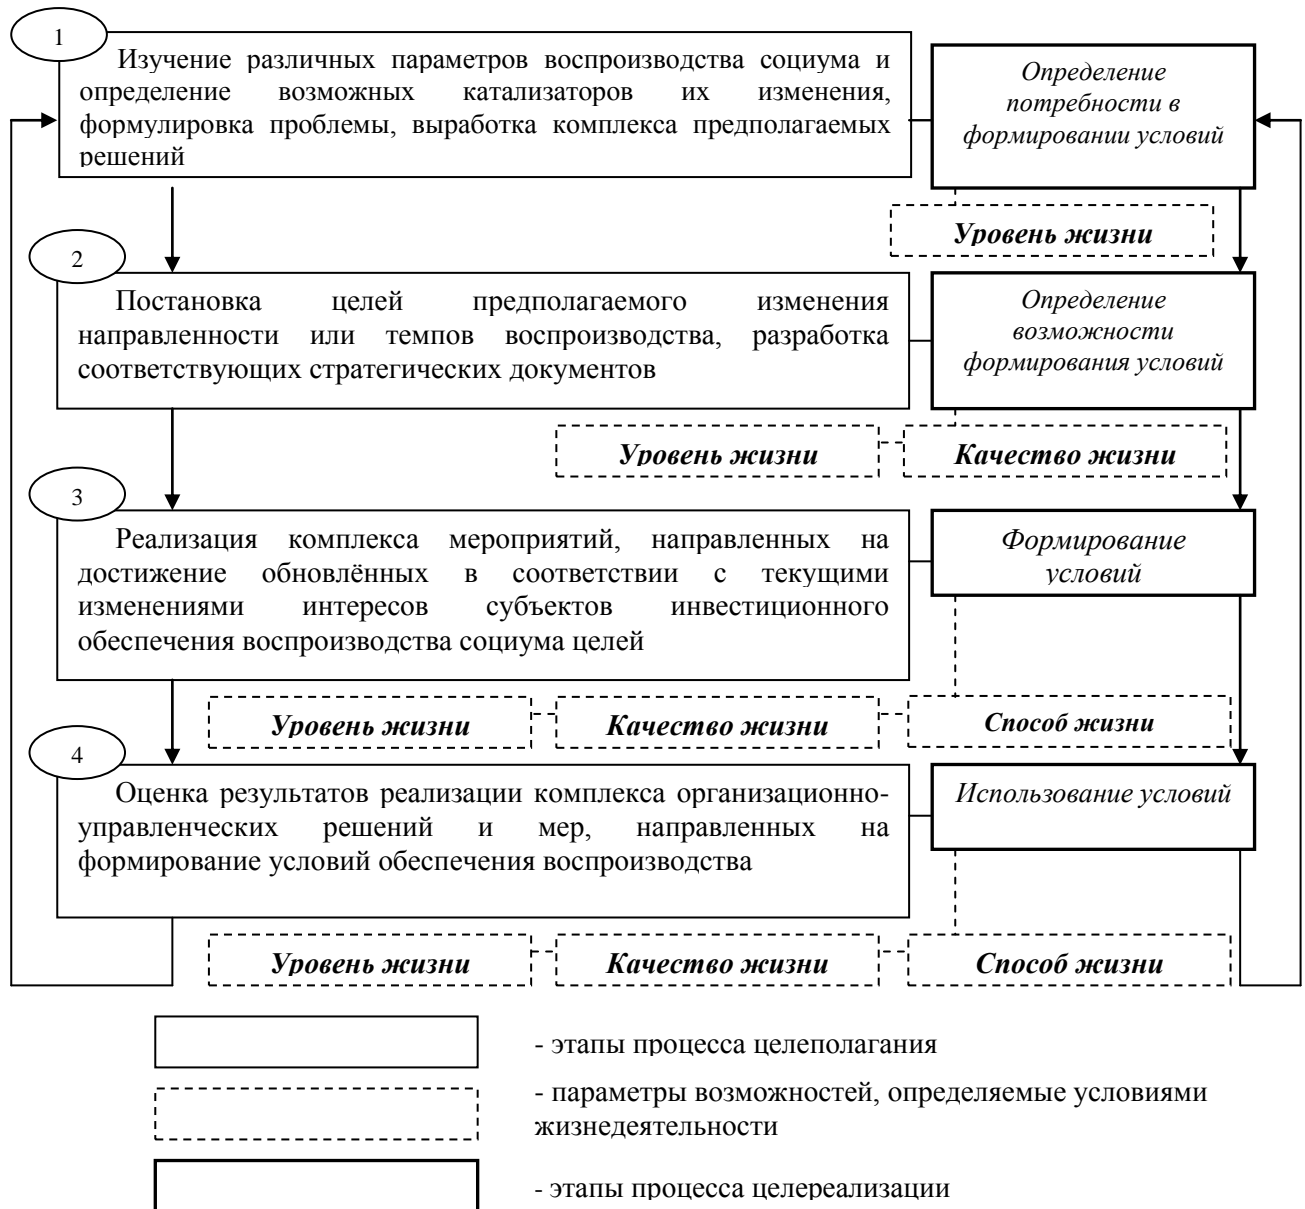 1
Изучение различных параметров воспроизводства социума и
определение возможных катализаторов их изменения,
формулировка проблемы, выработка комплекса предполагаемых
решений
Определение
потребности в
формировании условий
Уровень жизни
2
Постановка целей предполагаемого изменения
направленности или темпов воспроизводства, разработка
соответствующих стратегических документов
Определение
возможности
формирования условий
Уровень жизни
Качество жизни
3
Реализация комплекса мероприятий, направленных на
достижение обновлённых в соответствии с текущими
изменениями интересов субъектов инвестиционного
обеспечения воспроизводства социума целей
Формирование
условий
Уровень жизни
Качество жизни
Способ жизни
4
Оценка результатов реализации комплекса организационно-
управленческих решений и мер, направленных на
формирование условий обеспечения воспроизводства
Использование условий
Уровень жизни
Качество жизни
Способ жизни
- этапы процесса целеполагания
- параметры возможностей, определяемые условиями
жизнедеятельности
- этапы процесса целереализации